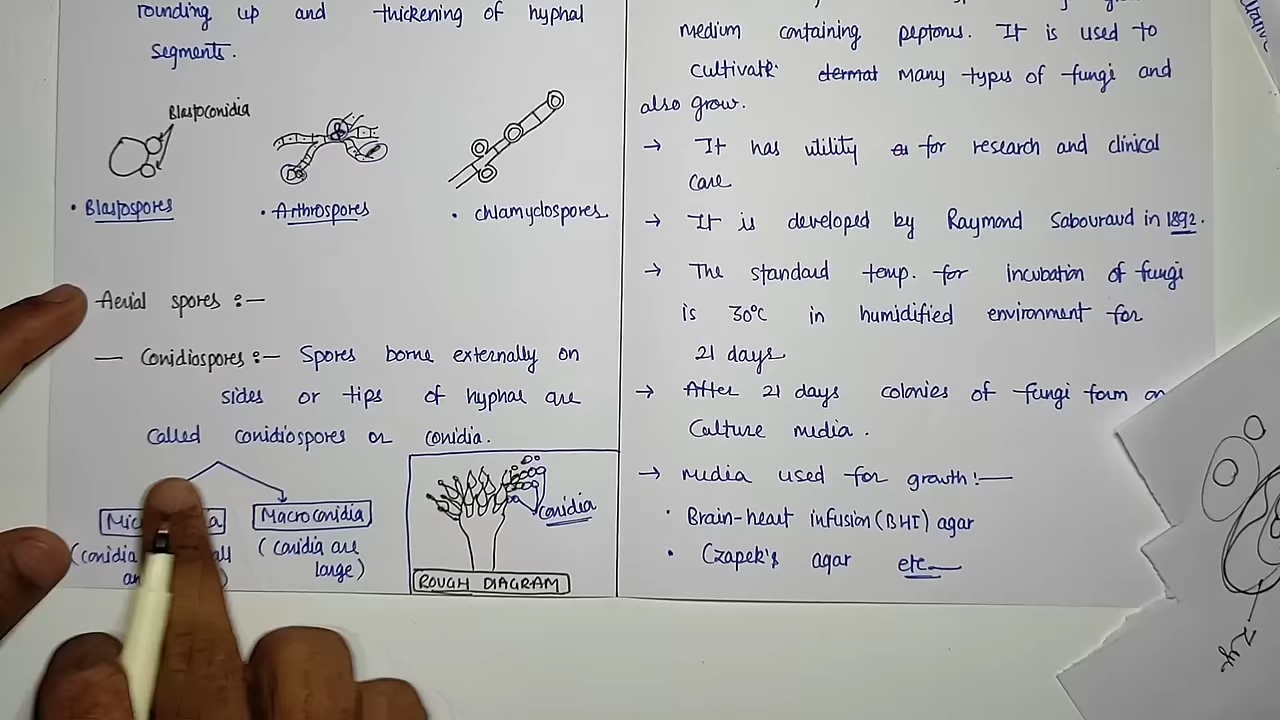 rounding up and thickening of hyphal
segments.
Blastoconidia
• Blastospores
• Arthrospores
• Chlamydospores
Aerial spores :-
— Conidiospores :- Spores borne externally on
sides or tips of hyphae are
called conidiospores or conidia.
Macroconidia
(conidia
(conidia are
large)
conidia
ROUGH DIAGRAM
medium containing peptones. It is used to
cultivate many types of fungi and
also grow.
→ It has utility for research and clinical
care
→ It is developed by Raymond Sabouraud in 1892.
→ The standard temp. for incubation of fungi
is 30°C in humidified environment for
21 days
→ After 21 days colonies of fungi form on
Culture media.
→ media used for growth:—
• Brain-heart infusion (BHI) agar
• Czapek's agar etc